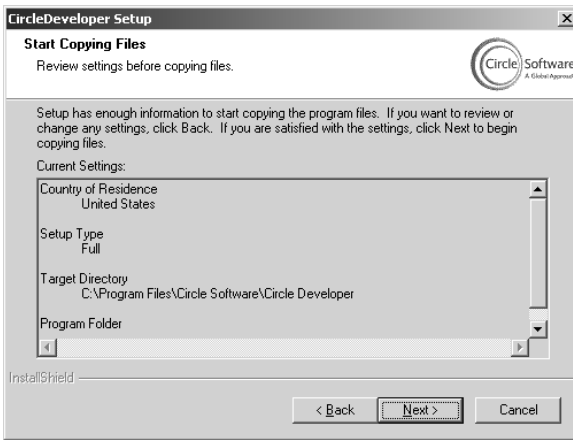 CircleDeveloper Setup
Start Copying Files
Review settings before copying files.
Circle Software
A Global Approach
Setup has enough information to start copying the program files. If you want to review or
change any settings, click Back. If you are satisfied with the settings, click Next to begin
copying files.
Current Settings:
Country of Residence
United States
Setup Type
Full
Target Directory
C:\Program Files\Circle Software\Circle Developer
Program Folder
InstallShield
< Back
Next >
Cancel